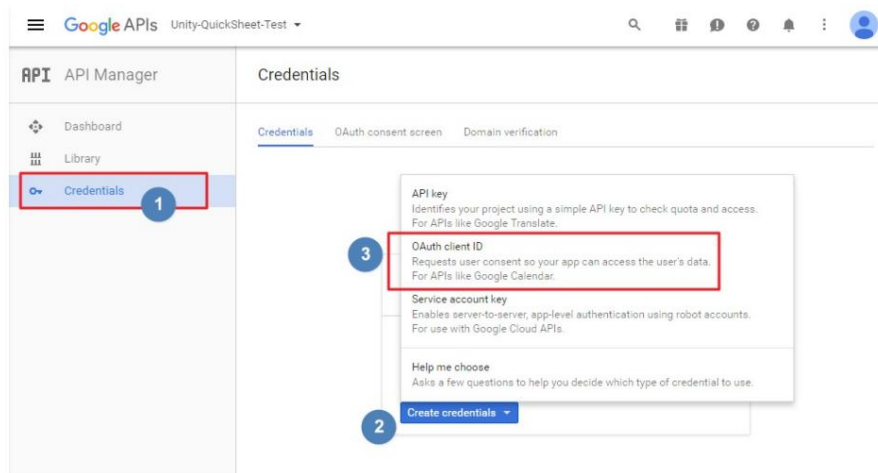 Google APIs Unity-QuickSheet-Test
API API Manager
Credentials
Dashboard
Library
Credentials
1
Credentials OAuth consent screen Domain verification
API key
Identifies your project using a simple API key to check quota and access.
For APIs like Google Translate.
3
OAuth client ID
Requests user consent so your app can access the user's data.
For APIs like Google Calendar.
Service account key
Enables server-to-server, app-level authentication using robot accounts.
For use with Google Cloud APIs.
Help me choose
Asks a few questions to help you decide which type of credential to use.
2
Create credentials